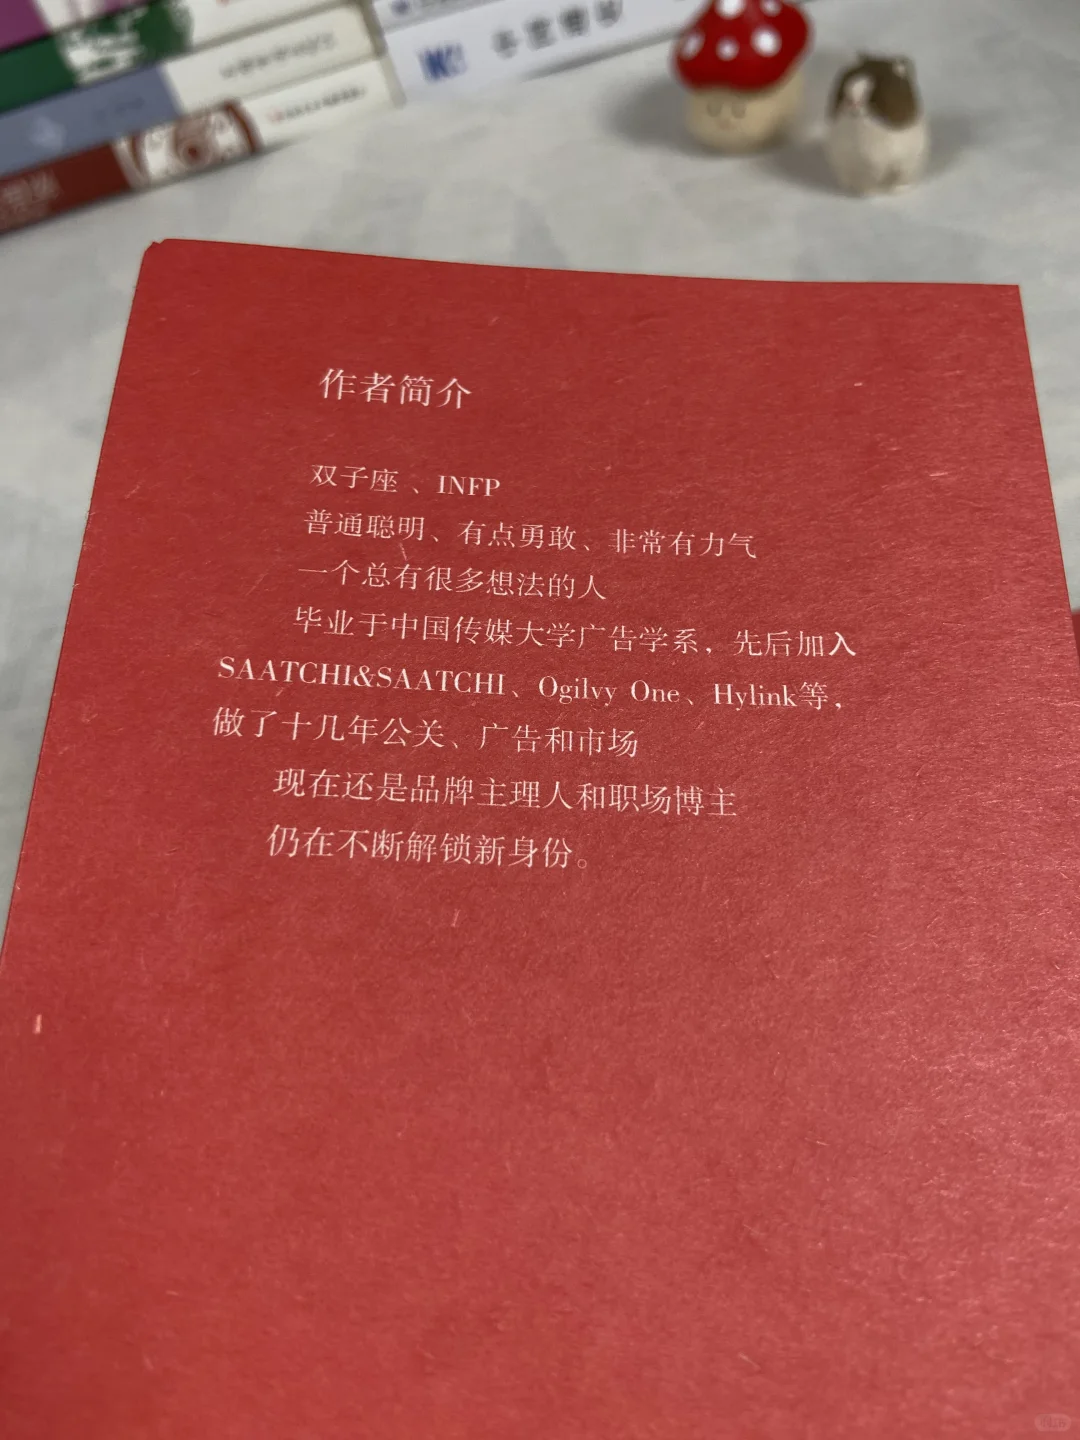 作者简介
双子座、INFP
普通聪明、有点勇敢、非常有力气
一个总有很多想法的人
毕业于中国传媒大学广告学系，先后加入
SAATCHI&SAATCHI、Ogilvy One、Hylink等，
做了十几年公关、广告和市场
现在还是品牌主理人和职场博主
仍在不断解锁新身份。